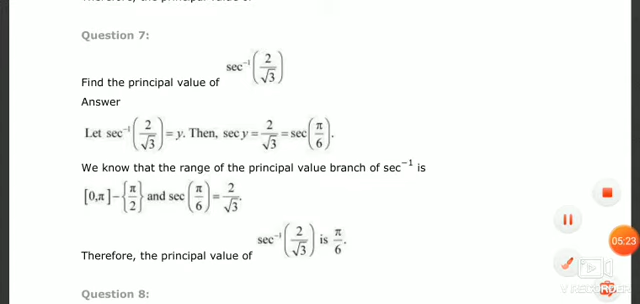 Question 7:
Find the principal value of sec⁻¹(2/√3)
Answer
Let sec⁻¹(2/√3) = y. Then, sec y = 2/√3 = sec(π/6).
We know that the range of the principal value branch of sec⁻¹ is
[0,π] − {π/2} and sec(π/6) = 2/√3.
Therefore, the principal value of sec⁻¹(2/√3) is π/6.
05:23
Question 8: